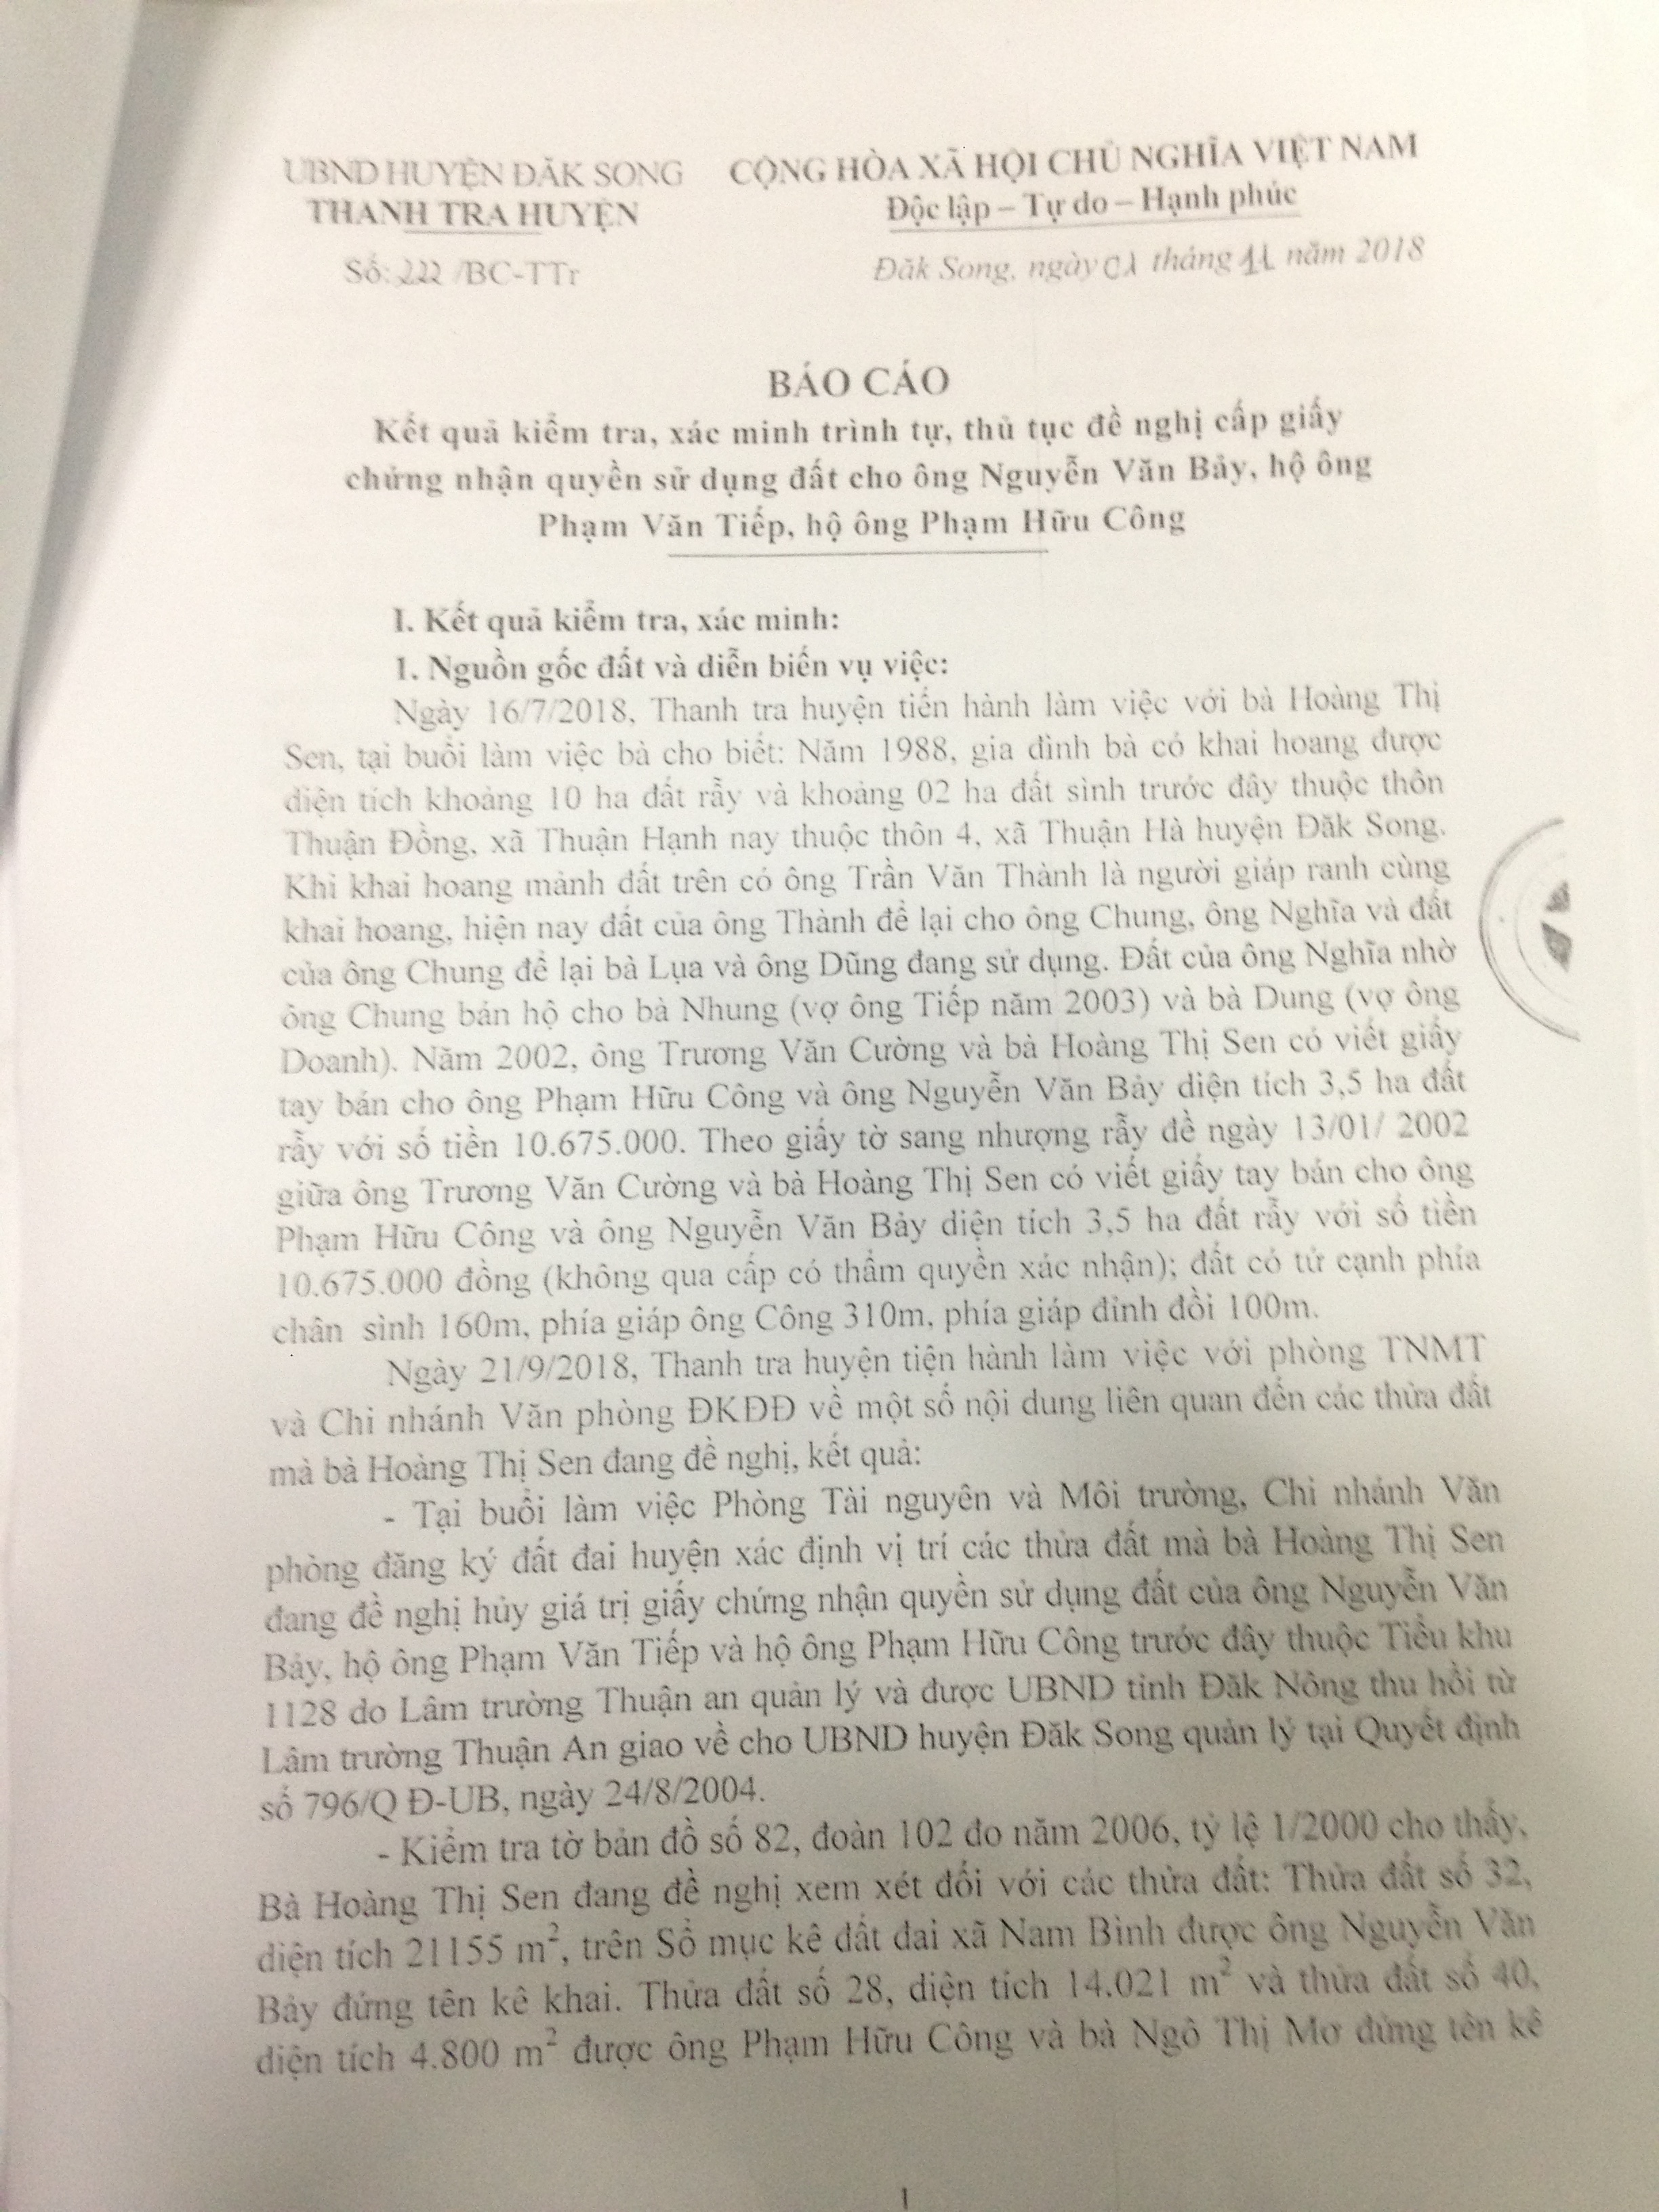 UBND HUYỆN ĐĂK SONG
THANH TRA HUYỆN
Số: 222 /BC-TTr
CỘNG HÒA XÃ HỘI CHỦ NGHĨA VIỆT NAM
Độc lập – Tự do – Hạnh phúc
Đăk Song, ngày 01 tháng 11 năm 2018
BÁO CÁO
Kết quả kiểm tra, xác minh trình tự, thủ tục đề nghị cấp giấy
chứng nhận quyền sử dụng đất cho ông Nguyễn Văn Bảy, hộ ông
Phạm Văn Tiếp, hộ ông Phạm Hữu Công
I. Kết quả kiểm tra, xác minh:
1. Nguồn gốc đất và diễn biến vụ việc:
Ngày 16/7/2018, Thanh tra huyện tiến hành làm việc với bà Hoàng Thị
Sen, tại buổi làm việc bà cho biết: Năm 1988, gia đình bà có khai hoang được
diện tích khoảng 10 ha đất rẫy và khoảng 02 ha đất sình trước đây thuộc thôn
Thuận Đồng, xã Thuận Hạnh nay thuộc thôn 4, xã Thuận Hà huyện Đăk Song.
Khi khai hoang mảnh đất trên có ông Trần Văn Thành là người giáp ranh cùng
khai hoang, hiện nay đất của ông Thành để lại cho ông Chung, ông Nghĩa và đất
của ông Chung để lại bà Lụa và ông Dũng đang sử dụng. Đất của ông Nghĩa nhờ
ông Chung bán hộ cho bà Nhung (vợ ông Tiếp năm 2003) và bà Dung (vợ ông
Doanh). Năm 2002, ông Trương Văn Cường và bà Hoàng Thị Sen có viết giấy
tay bán cho ông Phạm Hữu Công và ông Nguyễn Văn Bảy diện tích 3,5 ha đất
rẫy với số tiền 10.675.000. Theo giấy tờ sang nhượng rẫy đề ngày 13/01/ 2002
giữa ông Trương Văn Cường và bà Hoàng Thị Sen có viết giấy tay bán cho ông
Phạm Hữu Công và ông Nguyễn Văn Bảy diện tích 3,5 ha đất rẫy với số tiền
10.675.000 đồng (không qua cấp có thẩm quyền xác nhận); đất có tứ cạnh phía
chân sình 160m, phía giáp ông Công 310m, phía giáp đỉnh đồi 100m.
Ngày 21/9/2018, Thanh tra huyện tiện hành làm việc với phòng TNMT
và Chi nhánh Văn phòng ĐKĐĐ về một số nội dung liên quan đến các thửa đất
mà bà Hoàng Thị Sen đang đề nghị, kết quả:
- Tại buổi làm việc Phòng Tài nguyên và Môi trường, Chi nhánh Văn
phòng đăng ký đất đai huyện xác định vị trí các thửa đất mà bà Hoàng Thị Sen
đang đề nghị hủy giá trị giấy chứng nhận quyền sử dụng đất của ông Nguyễn Văn
Bảy, hộ ông Phạm Văn Tiếp và hộ ông Phạm Hữu Công trước đây thuộc Tiểu khu
1128 do Lâm trường Thuận an quản lý và được UBND tỉnh Đăk Nông thu hồi từ
Lâm trường Thuận An giao về cho UBND huyện Đăk Song quản lý tại Quyết định
số 796/Q Đ-UB, ngày 24/8/2004.
- Kiểm tra tờ bản đồ số 82, đoàn 102 đo năm 2006, tỷ lệ 1/2000 cho thấy,
Bà Hoàng Thị Sen đang đề nghị xem xét đối với các thửa đất: Thửa đất số 32,
diện tích 21155 m², trên Sổ mục kê đất đai xã Nam Bình được ông Nguyễn Văn
Bảy đứng tên kê khai. Thửa đất số 28, diện tích 14.021 m² và thửa đất số 40,
diện tích 4.800 m² được ông Phạm Hữu Công và bà Ngô Thị Mơ đứng tên kê
1